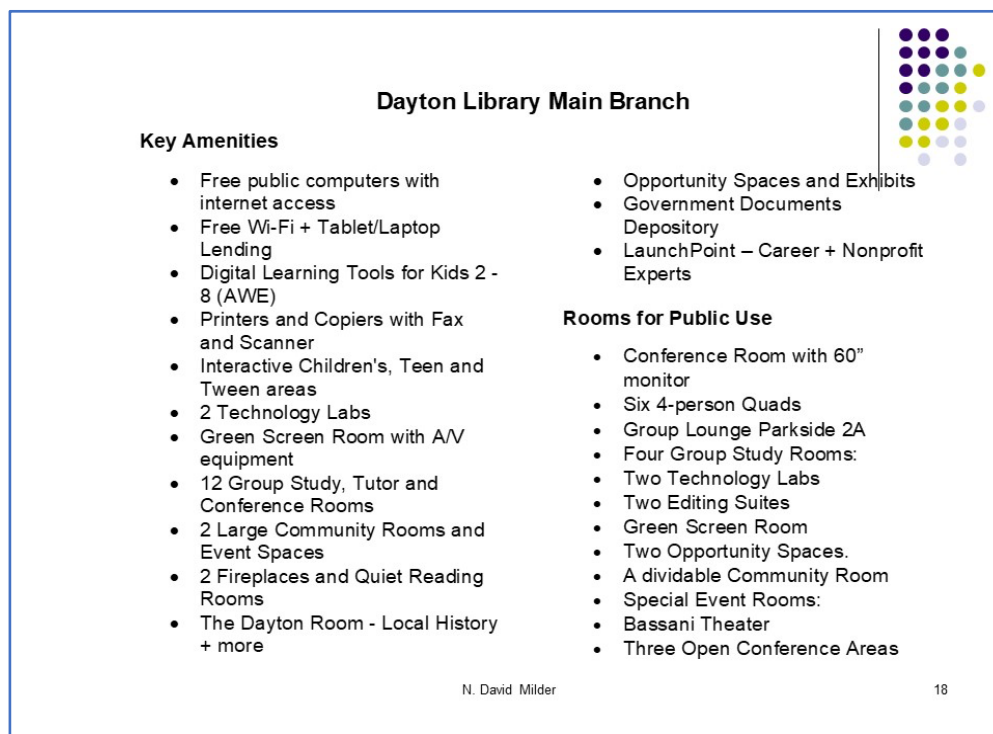 Dayton Library Main Branch
Key Amenities
• Free public computers with
internet access
• Free Wi-Fi + Tablet/Laptop
Lending
• Digital Learning Tools for Kids 2 -
8 (AWE)
• Printers and Copiers with Fax
and Scanner
• Interactive Children's, Teen and
Tween areas
• 2 Technology Labs
• Green Screen Room with A/V
equipment
• 12 Group Study, Tutor and
Conference Rooms
• 2 Large Community Rooms and
Event Spaces
• 2 Fireplaces and Quiet Reading
Rooms
• The Dayton Room - Local History
+ more
• Opportunity Spaces and Exhibits
• Government Documents
Depository
• LaunchPoint – Career + Nonprofit
Experts
Rooms for Public Use
• Conference Room with 60”
monitor
• Six 4-person Quads
• Group Lounge Parkside 2A
• Four Group Study Rooms:
• Two Technology Labs
• Two Editing Suites
• Green Screen Room
• Two Opportunity Spaces.
• A dividable Community Room
• Special Event Rooms:
• Bassani Theater
• Three Open Conference Areas
N. David Milder
18